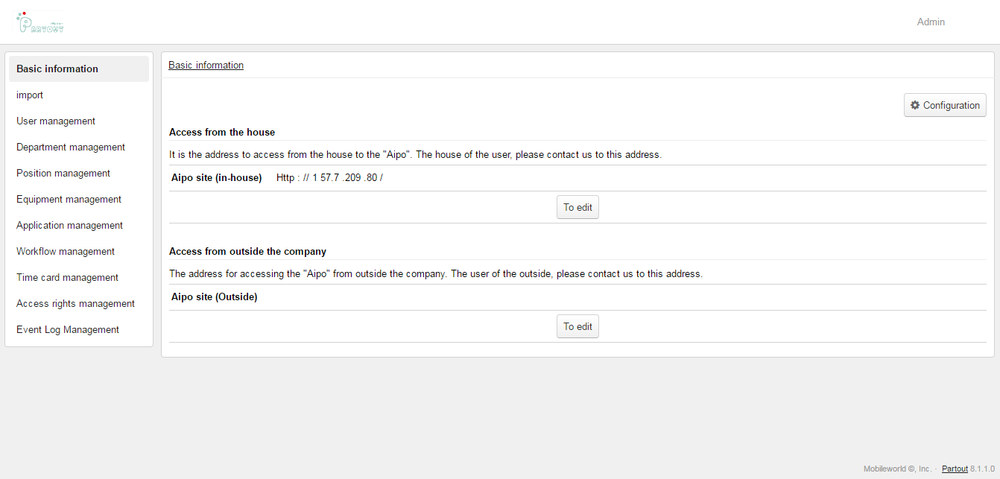 PARTOUT
Admin
Basic information
import
User management
Department management
Position management
Equipment management
Application management
Workflow management
Time card management
Access rights management
Event Log Management
Basic information
Configuration
Access from the house
It is the address to access from the house to the "Aipo". The house of the user, please contact us to this address.
Aipo site (in-house) Http : // 1 57.7 .209 .80 /
To edit
Access from outside the company
The address for accessing the "Aipo" from outside the company. The user of the outside, please contact us to this address.
Aipo site (Outside)
To edit
Mobileworld ©, Inc. - Partout 8.1.1.0